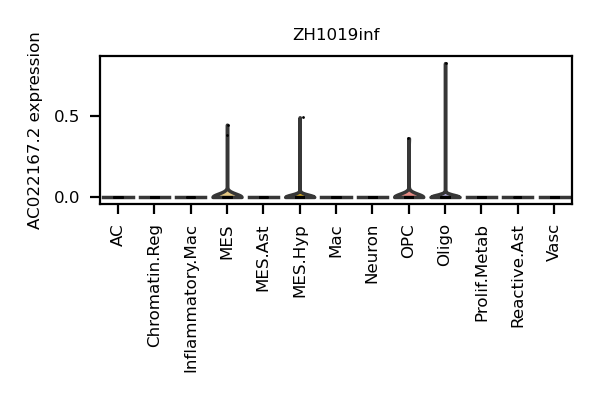 ZH1019inf
AC022167.2 expression
0.5
0.0
AC
Chromatin.Reg
Inflammatory.Mac
MES
MES.Ast
MES.Hyp
Mac
Neuron
OPC
Oligo
Prolif.Metab
Reactive.Ast
Vasc